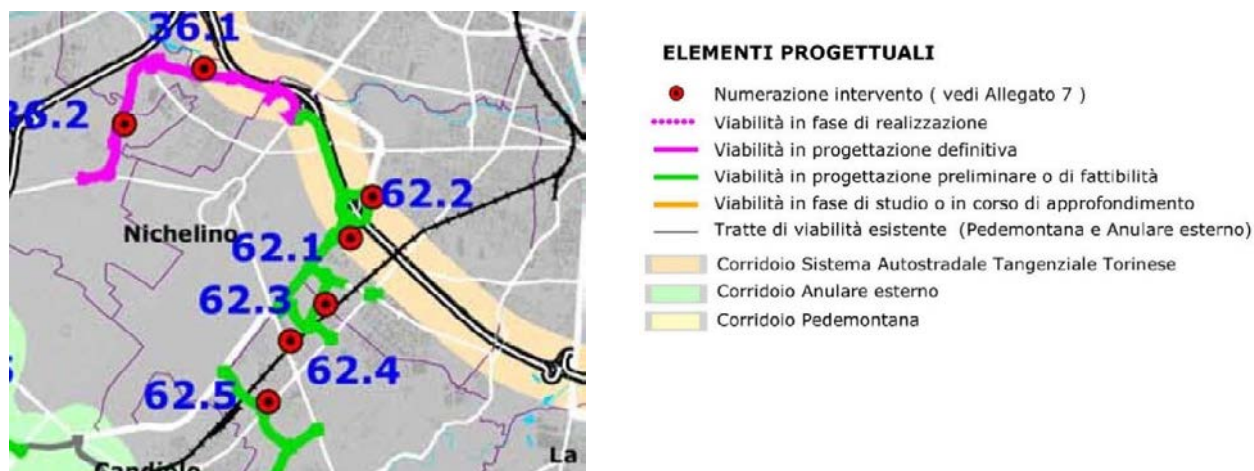 36.1
36.2
62.2
Nichelino
62.1
62.3
62.4
62.5
Candiolo
La
ELEMENTI PROGETTUALI
Numerazione intervento ( vedi Allegato 7 )
Viabilità in fase di realizzazione
Viabilità in progettazione definitiva
Viabilità in progettazione preliminare o di fattibilità
Viabilità in fase di studio o in corso di approfondimento
Tratte di viabilità esistente (Pedemontana e Anulare esterno)
Corridoio Sistema Autostradale Tangenziale Torinese
Corridoio Anulare esterno
Corridoio Pedemontana